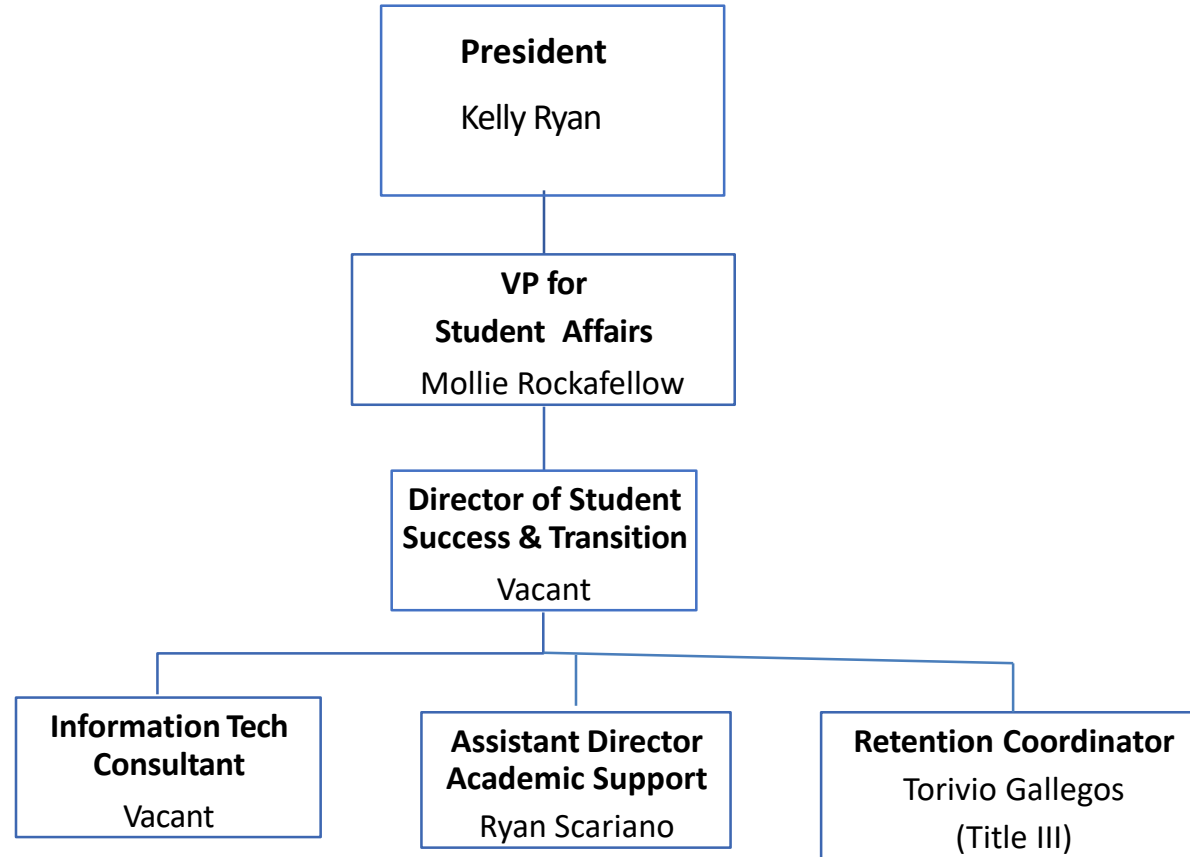 President
Kelly Ryan
VP for
Student Affairs
Mollie Rockafellow
Director of Student
Success & Transition
Vacant
Information Tech
Consultant
Vacant
Assistant Director
Academic Support
Ryan Scariano
Retention Coordinator
Torivio Gallegos
(Title III)